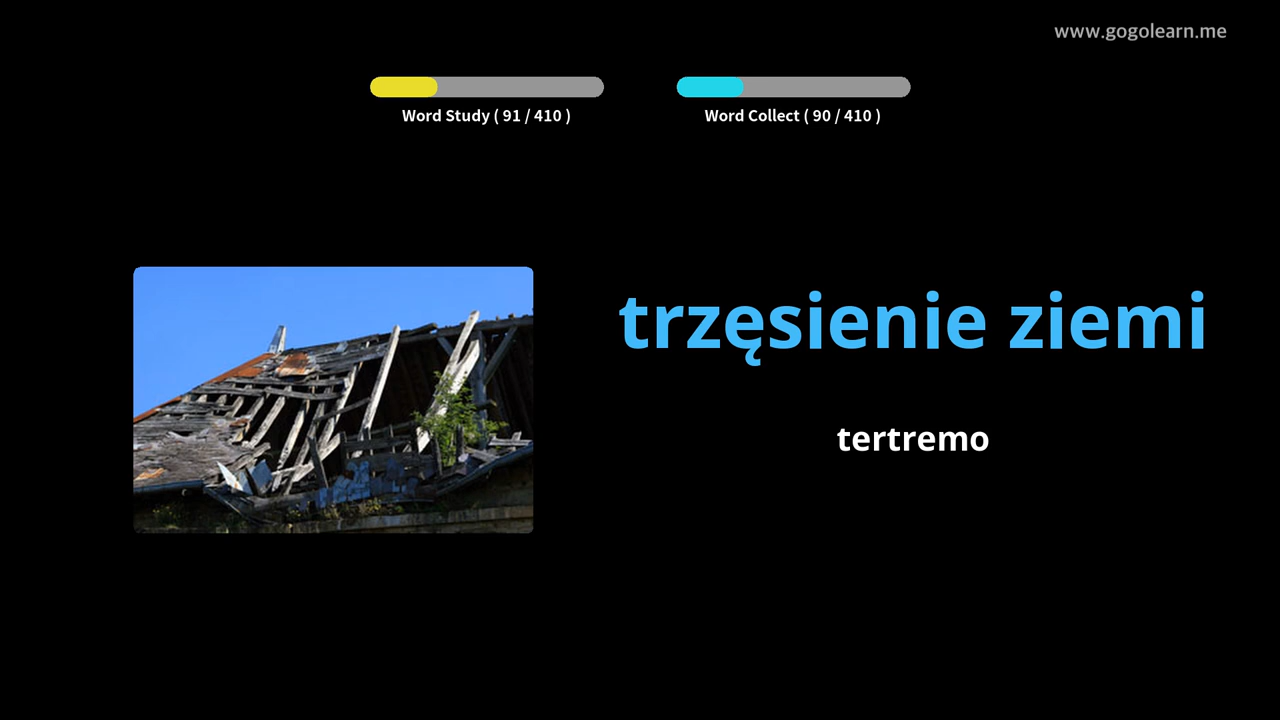 www.gogolearn.me
Word Study ( 91 / 410 )
Word Collect ( 90 / 410 )
trzęsienie ziemi
tertremo